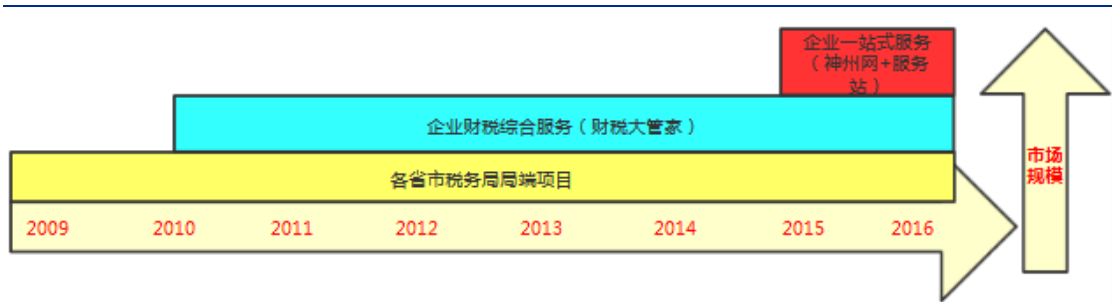 企业一站式服务
（神州网+服务
站）
企业财税综合服务（财税大管家）
各省市税务局局端项目
2009 2010 2011 2012 2013 2014 2015 2016
市场
规模